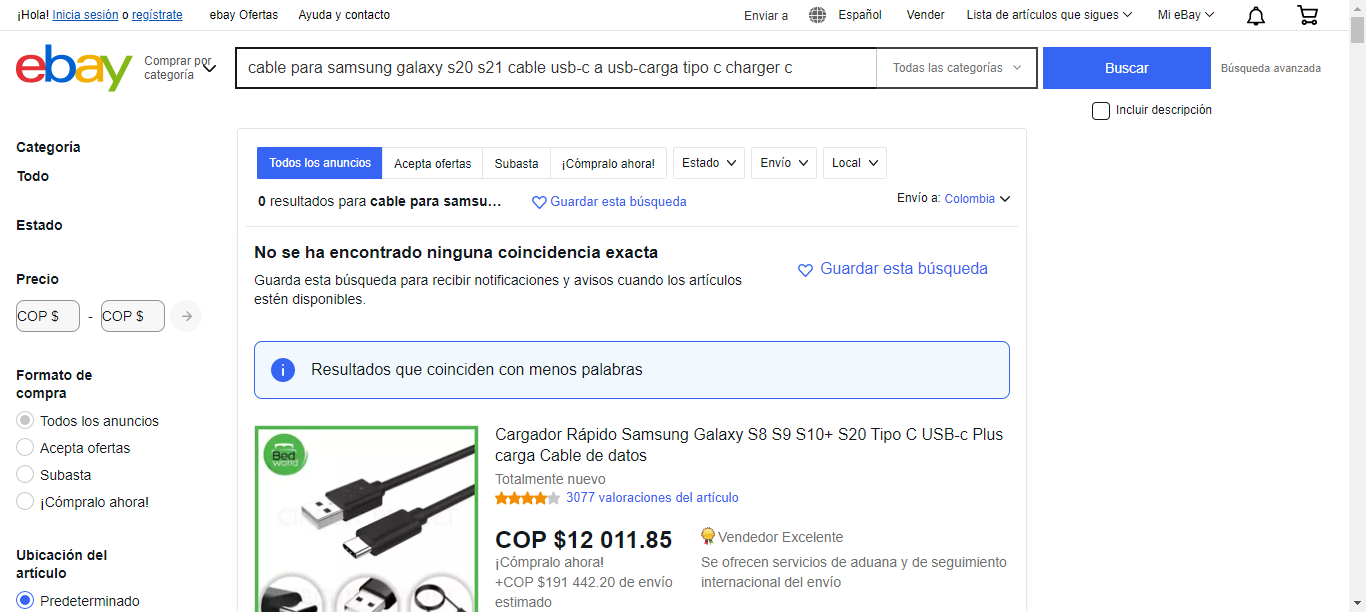 ¡Hola! Inicia sesión o regístrate
ebay Ofertas
Ayuda y contacto
Enviar a
Español
Vender
Lista de artículos que sigues
Mi eBay
ebay
Comprar por
categoría
cable para samsung galaxy s20 s21 cable usb-c a usb-carga tipo c charger c
Todas las categorías
Buscar
Búsqueda avanzada
Incluir descripción
Categoría
Todo
Estado
Precio
COP $ - COP $
Formato de
compra
Todos los anuncios
Acepta ofertas
Subasta
¡Cómpralo ahora!
Ubicación del
artículo
Predeterminado
Todos los anuncios
Acepta ofertas
Subasta
¡Cómpralo ahora!
Estado
Envío
Local
0 resultados para cable para samsu...
Guardar esta búsqueda
Envío a: Colombia
No se ha encontrado ninguna coincidencia exacta
Guarda esta búsqueda para recibir notificaciones y avisos cuando los artículos
estén disponibles.
Guardar esta búsqueda
i
Resultados que coinciden con menos palabras
Bed
World
Cargador Rápido Samsung Galaxy S8 S9 S10+ S20 Tipo C USB-c Plus
carga Cable de datos
Totalmente nuevo
3077 valoraciones del artículo
COP $12 011.85
¡Cómpralo ahora!
+COP $191 442.20 de envío
estimado
Vendedor Excelente
Se ofrecen servicios de aduana y de seguimiento
internacional del envío